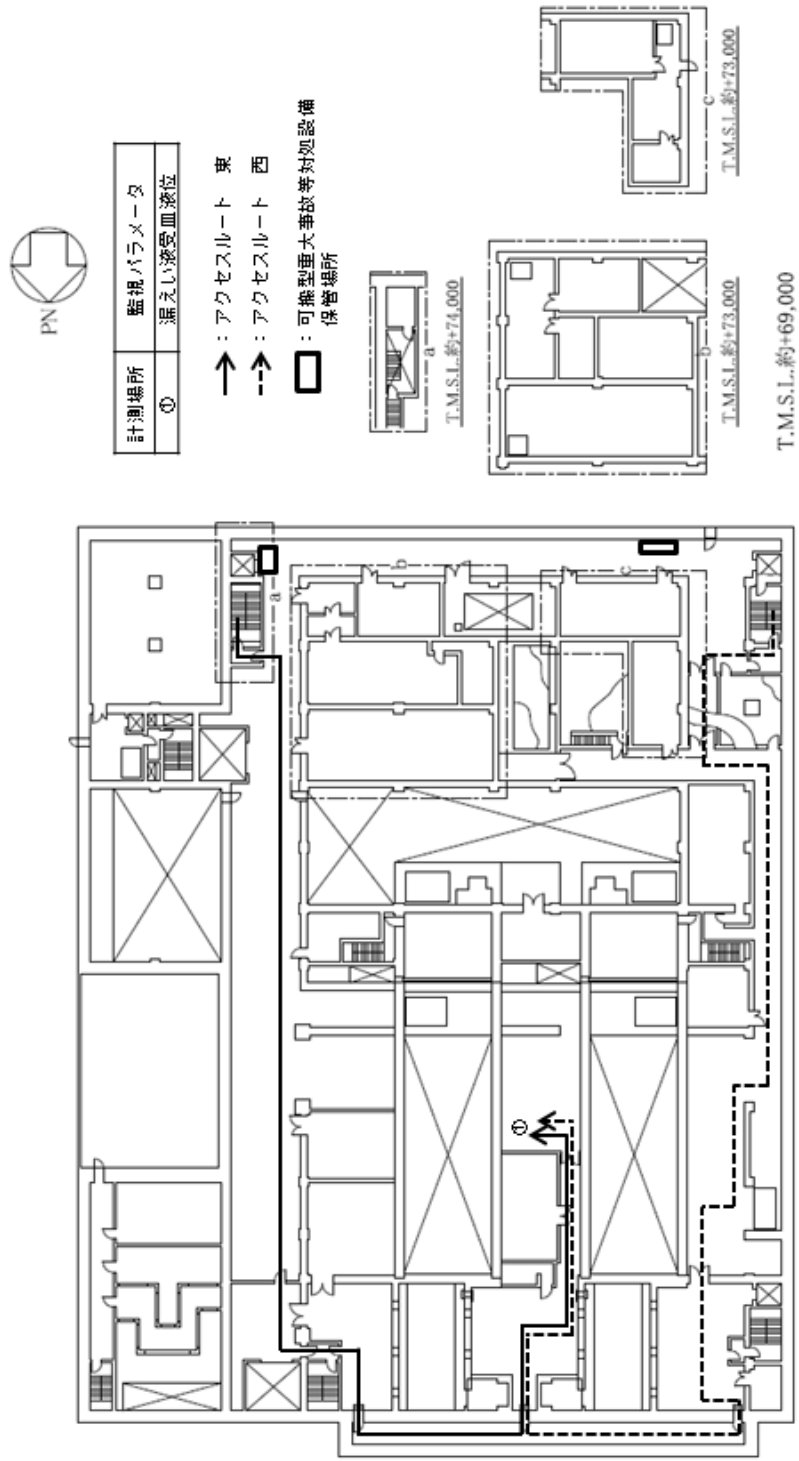 PN
計測場所 監視パラメータ
① 漏えい液受皿液位
：アクセスルート 東
：アクセスルート 西
：可搬型重大事故等対処設備
保管場所
a
T.M.S.L.約+74,000
b
T.M.S.L.約+73,000
c
T.M.S.L.約+73,000
T.M.S.L.約+69,000
a
b
c
①